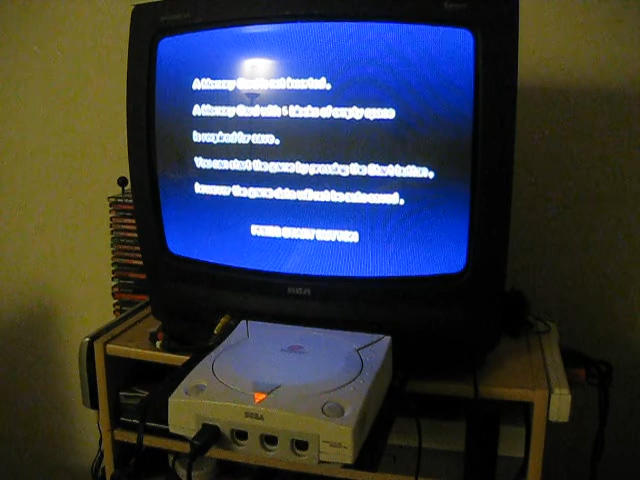 A Memory Card is not inserted.
A Memory Card with 5 blocks of empty space
is required for save.
You can start the game by pressing the Start button,
however the game data will not be auto-saved.
PRESS START BUTTON
RCA
SEGA